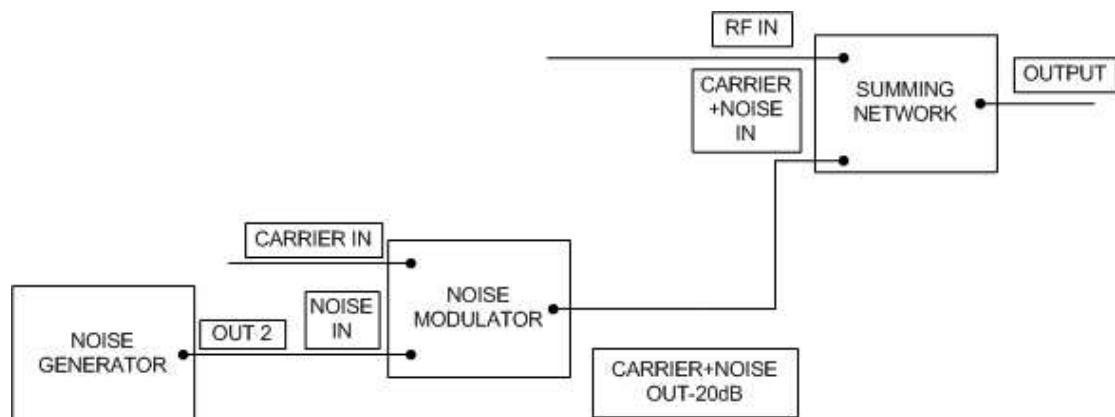 RF IN
CARRIER
+NOISE
IN
SUMMING
NETWORK
OUTPUT
CARRIER IN
NOISE
MODULATOR
NOISE
IN
OUT 2
NOISE
GENERATOR
CARRIER+NOISE
OUT-20dB